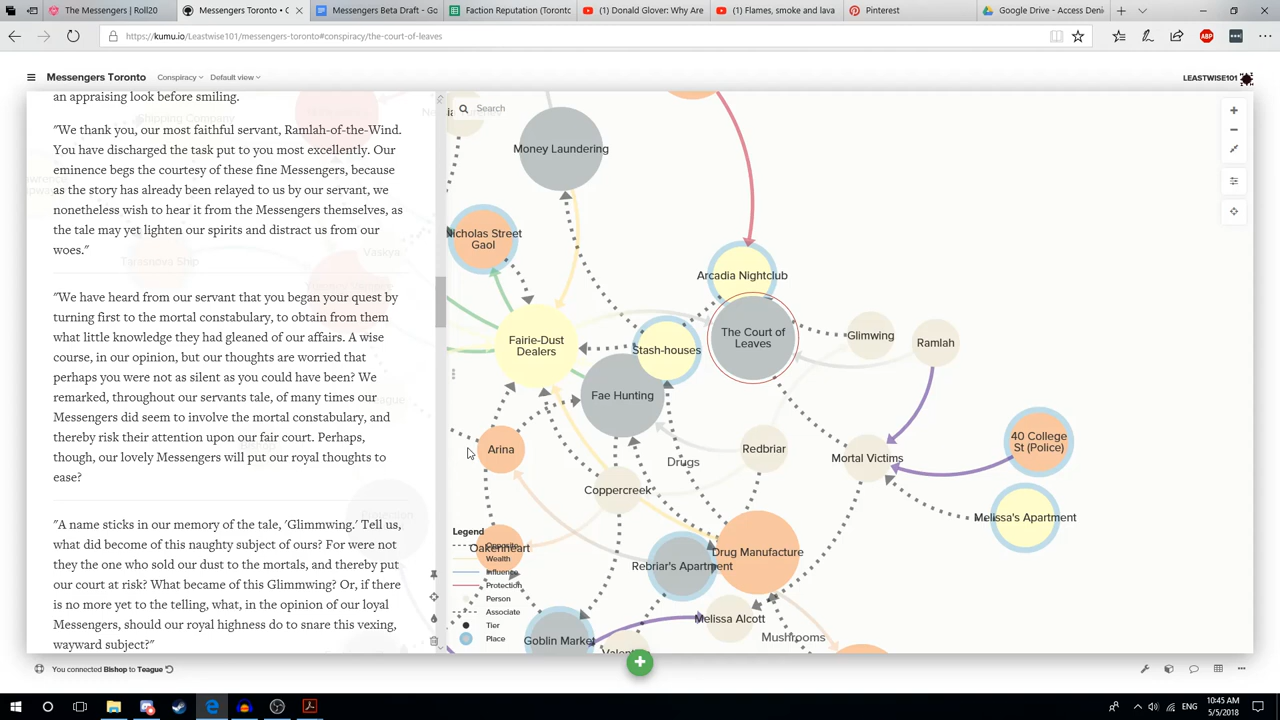 The Messengers | Roll20
Messengers Toronto • C
Messengers Beta Draft - Go
Faction Reputation (Toronto
(1) Donald Glover: Why Are
(1) Flames, smoke and lava
Pinterest
Google Drive - Access Deni
https://kumu.io/Leastwise101/messengers-toronto#conspiracy/the-court-of-leaves
ABP
Messengers Toronto
Conspiracy
Default view
LEASTWISE101
an appraising look before smiling.
"We thank you, our most faithful servant, Ramlah-of-the-Wind.
You have discharged the task put to you most excellently. Our
eminence begs the courtesy of these fine Messengers, because
as the story has already been relayed to us by our servant, we
nonetheless wish to hear it from the Messengers themselves, as
the tale may yet lighten our spirits and distract us from our
woes."
"We have heard from our servant that you began your quest by
turning first to the mortal constabulary, to obtain from them
what little knowledge they had gleaned of our affairs. A wise
course, in our opinion, but our thoughts are worried that
perhaps you were not as silent as you could have been? We
remarked, throughout our servants tale, of many times our
Messengers did seem to involve the mortal constabulary, and
thereby risk their attention upon our fair court. Perhaps,
though, our lovely Messengers will put our royal thoughts to
ease?
"A name sticks in our memory of the tale, 'Glimmwing.' Tell us,
what did become of this naughty subject of ours? For were not
they the one who sold our dust to the mortals, and thereby put
our court at risk? What became of this Glimmwing? Or, if there
is no more yet to the telling, what, in the opinion of our loyal
Messengers, should our royal highness do to snare this vexing,
wayward subject?"
Search
Money Laundering
Nicholas Street
Gaol
Arcadia Nightclub
Fairie-Dust
Dealers
Stash-houses
The Court of
Leaves
Glimwing
Ramlah
Fae Hunting
Arina
Drugs
Redbriar
Mortal Victims
40 College
St (Police)
Coppercreek
Melissa's Apartment
Oakenheart
Rebriar's Apartment
Drug Manufacture
Goblin Market
Melissa Alcott
Mushrooms
Legend
Opposite
Wealth
Influence
Protection
Person
Associate
Tier
Place
You connected Bishop to Teague
10:45 AM
5/5/2018